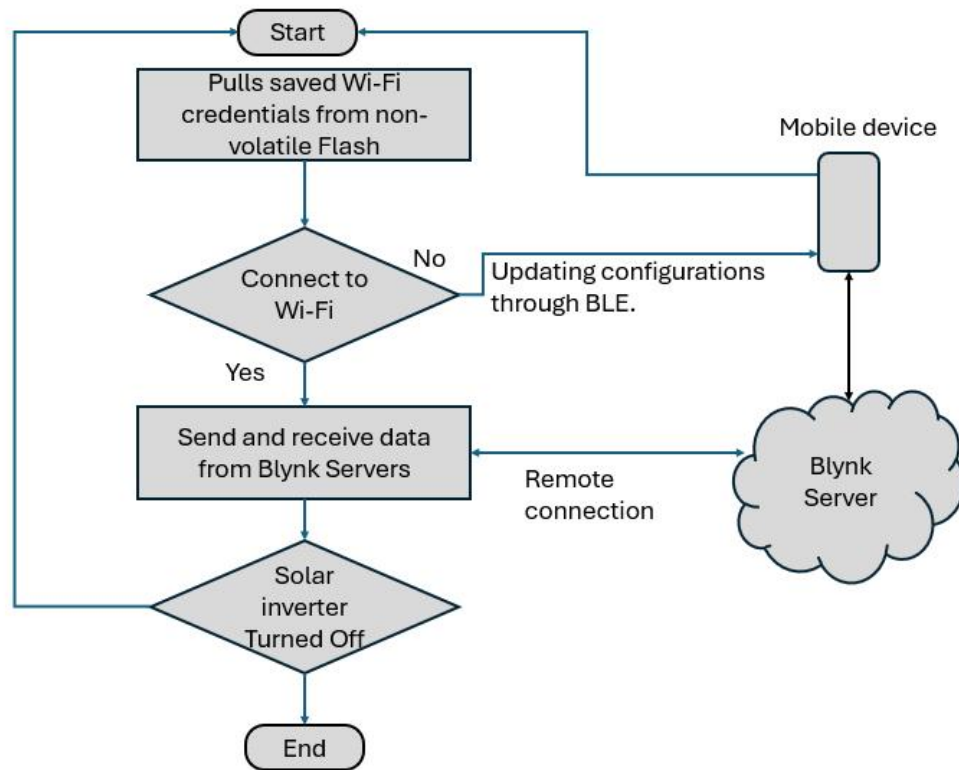 Start
Pulls saved Wi-Fi
credentials from non-
volatile Flash
Mobile device
No
Connect to
Wi-Fi
Updating configurations
through BLE.
Yes
Send and receive data
from Blynk Servers
Remote
connection
Blynk
Server
Solar
inverter
Turned Off
End